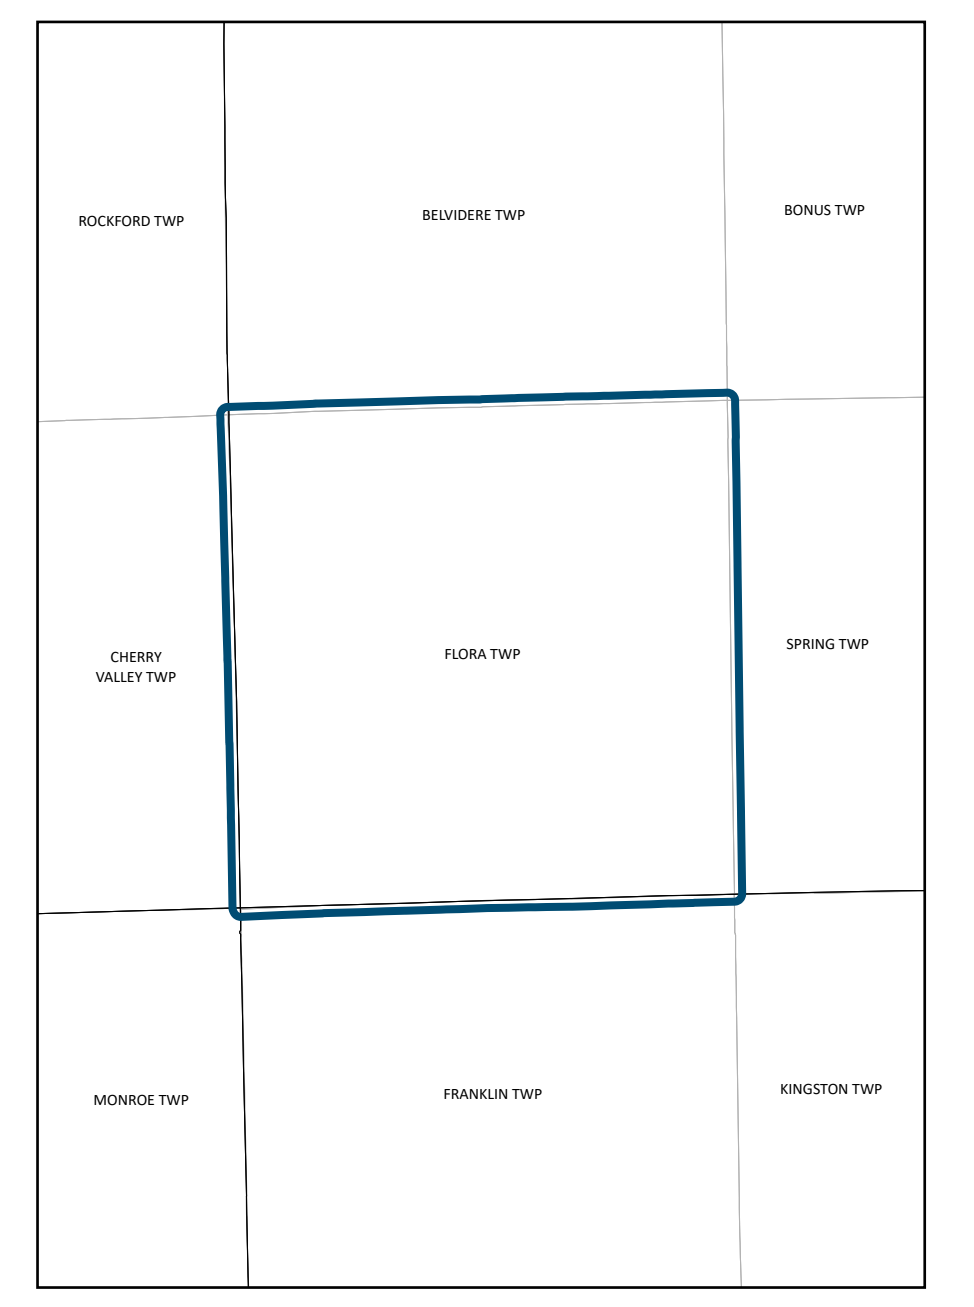 ROCKFORD TWP
BELVIDERE TWP
BONUS TWP
CHERRY
VALLEY TWP
FLORA TWP
SPRING TWP
MONROE TWP
FRANKLIN TWP
KINGSTON TWP